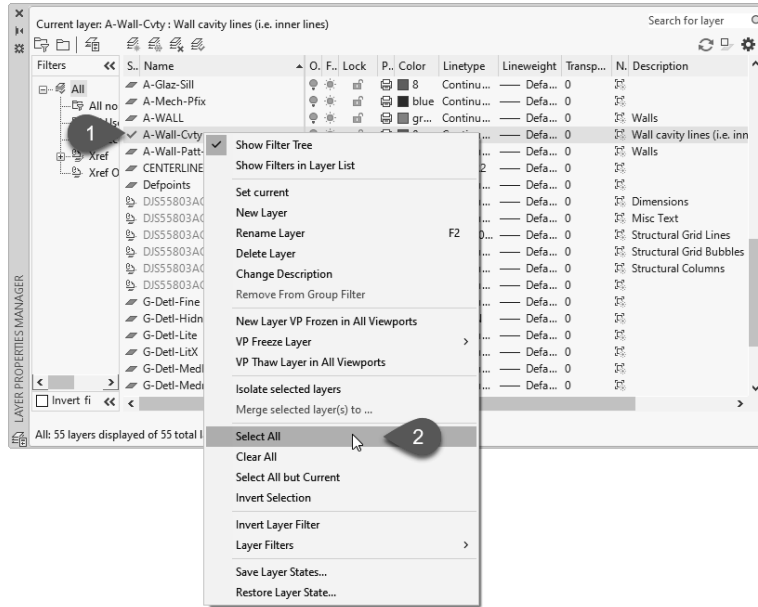 Current layer: A-Wall-Cvty : Wall cavity lines (i.e. inner lines)
Search for layer
Filters
S.. Name O. F.. Lock P.. Color Linetype Lineweight Transp... N. Description
All
All no
Xref
Xref O
A-Glaz-Sill 8 Continu... Defa... 0
A-Mech-Pfix blue Continu... Defa... 0
A-WALL gr... Continu... Defa... 0 Walls
1
A-Wall-Cvty Defa... 0 Wall cavity lines (i.e. inn
A-Wall-Patt- Defa... 0 Walls
CENTERLINE Defa... 0
Defpoints Defa... 0
DJS55803AC Defa... 0 Dimensions
DJS55803AC Defa... 0 Misc Text
DJS55803AC Defa... 0 Structural Grid Lines
DJS55803AC Defa... 0 Structural Grid Bubbles
DJS55803AC Defa... 0 Structural Columns
DJS55803AC Defa... 0
G-Detl-Fine Defa... 0
G-Detl-Hidn Defa... 0
G-Detl-Lite Defa... 0
G-Detl-LitX Defa... 0
G-Detl-Medl Defa... 0
G-Detl-Medr Defa... 0
Invert fi
All: 55 layers displayed of 55 total l
LAYER PROPERTIES MANAGER
Show Filter Tree
Show Filters in Layer List
Set current
New Layer
Rename Layer F2
Delete Layer
Change Description
Remove From Group Filter
New Layer VP Frozen in All Viewports
VP Freeze Layer
VP Thaw Layer in All Viewports
Isolate selected layers
Merge selected layer(s) to ...
Select All
2
Clear All
Select All but Current
Invert Selection
Invert Layer Filter
Layer Filters
Save Layer States...
Restore Layer State...